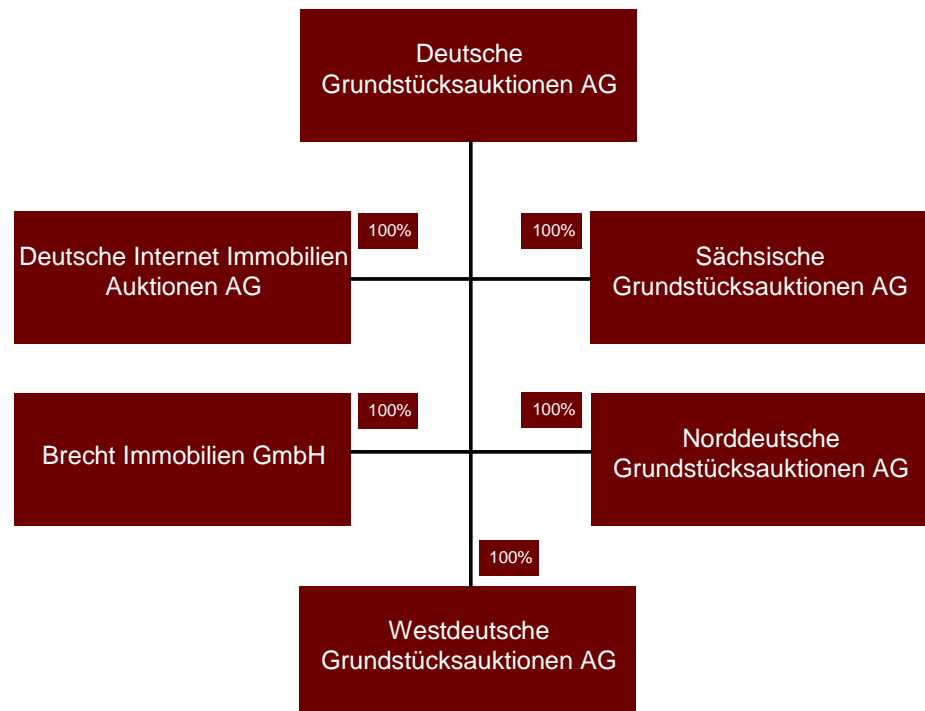 Deutsche
Grundstücksauktionen AG
100%
100%
Deutsche Internet Immobilien
Auktionen AG
Sächsische
Grundstücksauktionen AG
100%
100%
Brecht Immobilien GmbH
Norddeutsche
Grundstücksauktionen AG
100%
Westdeutsche
Grundstücksauktionen AG